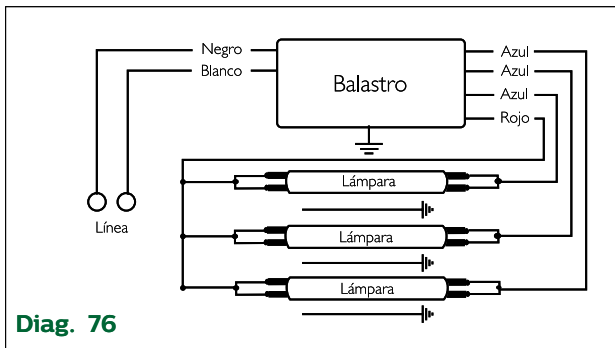 Negro
Blanco
Balastro
Azul
Azul
Azul
Rojo
Línea
Lámpara
Lámpara
Lámpara
Diag. 76